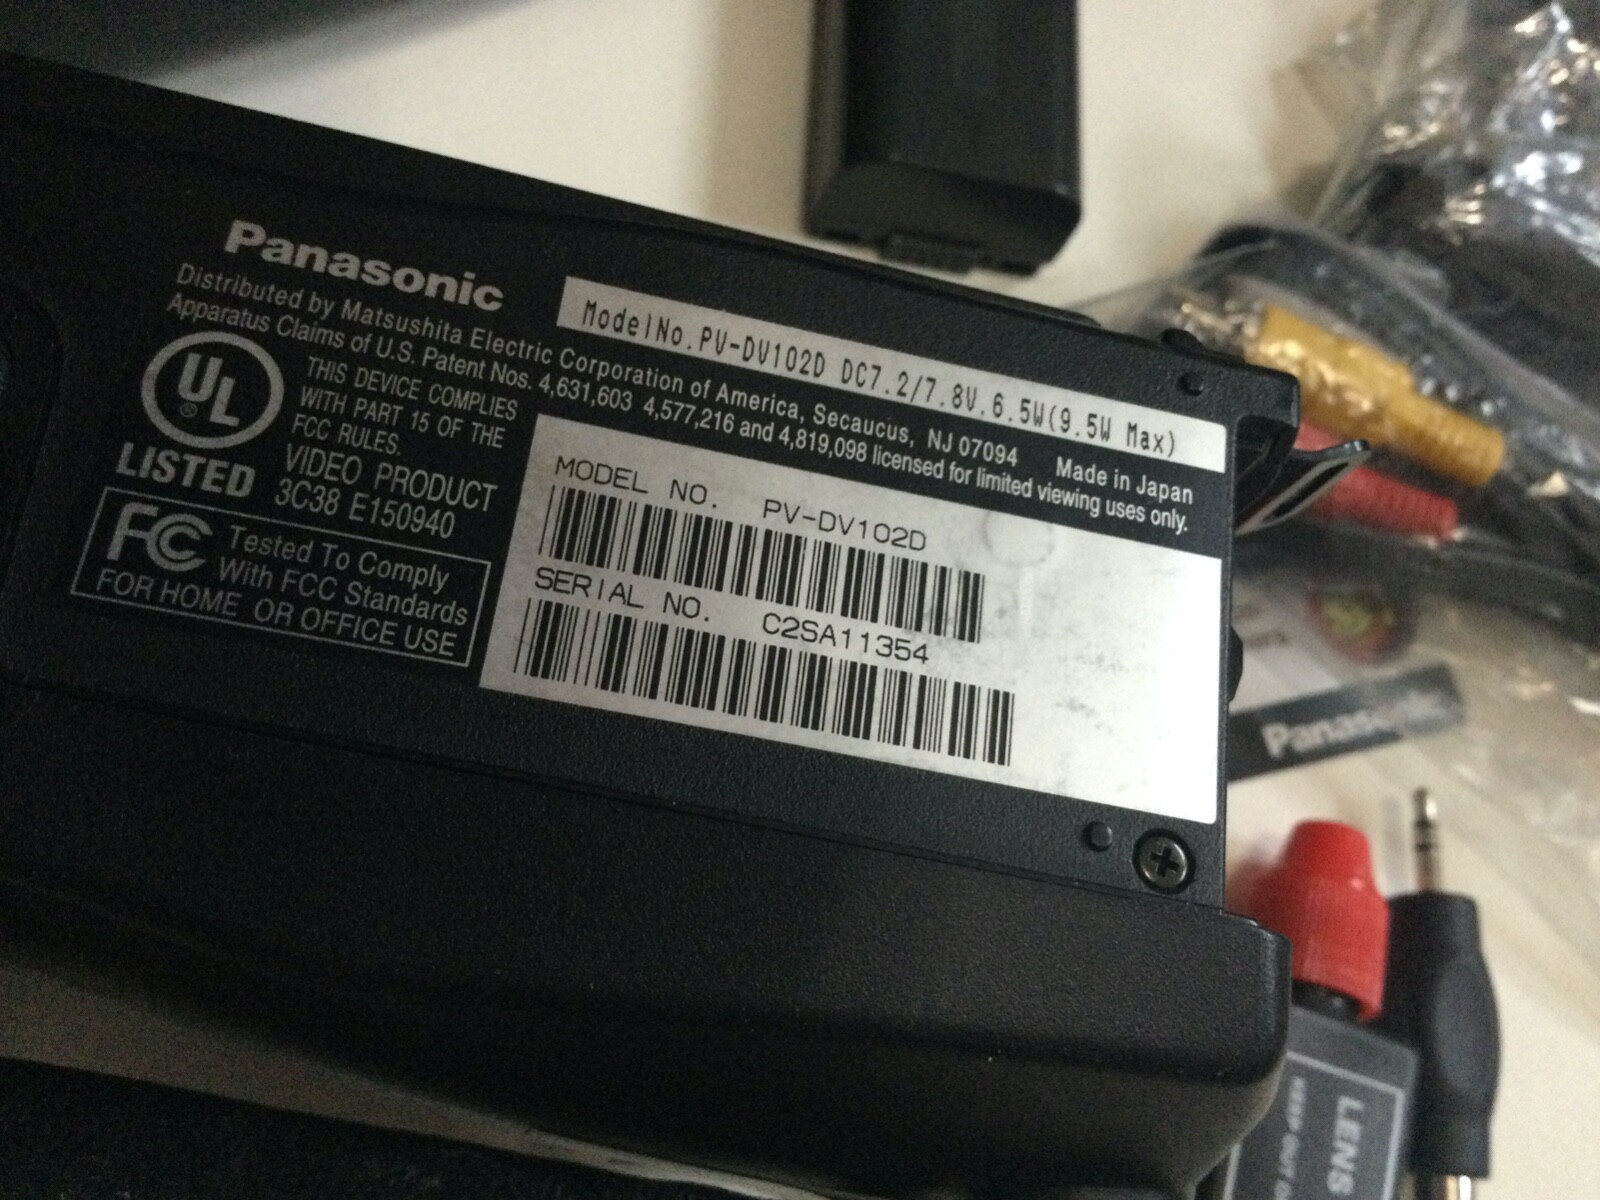 Panasonic
ModelNo.PV-DV102D DC7.2/7.8V.6.5W(9.5W Max)
Distributed by Matsushita Electric Corporation of America, Secaucus, NJ 07094 Made in Japan
Apparatus Claims of U.S. Patent Nos. 4,631,603 4,577,216 and 4,819,098 licensed for limited viewing uses only.
UL
®
LISTED
THIS DEVICE COMPLIES
WITH PART 15 OF THE
FCC RULES.
VIDEO PRODUCT
3C38 E150940
FCC
Tested To Comply
With FCC Standards
FOR HOME OR OFFICE USE
MODEL NO. PV-DV102D
SERIAL NO. C2SA11354
Panasonic
LENS